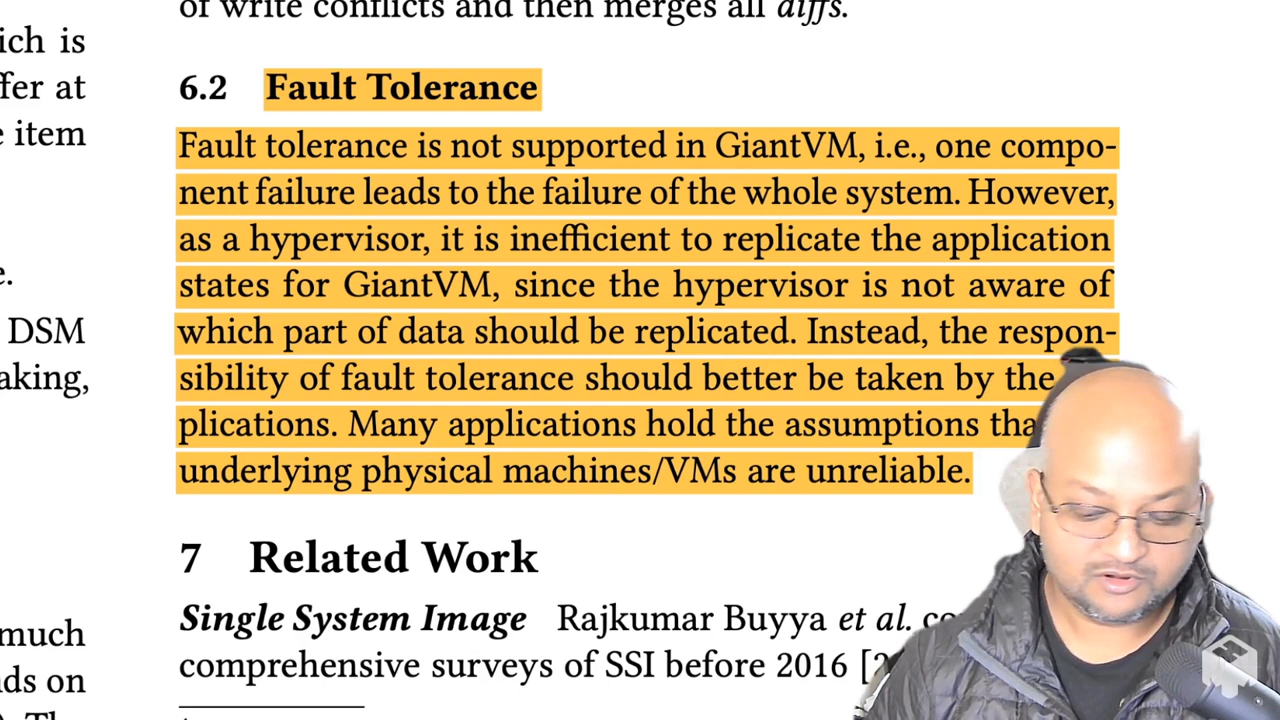 of write conflicts and then merges all diffs.
ich is
ffer at
e item
6.2 Fault Tolerance
Fault tolerance is not supported in GiantVM, i.e., one compo-
nent failure leads to the failure of the whole system. However,
as a hypervisor, it is inefficient to replicate the application
states for GiantVM, since the hypervisor is not aware of
which part of data should be replicated. Instead, the respon-
sibility of fault tolerance should better be taken by the
plications. Many applications hold the assumptions tha
underlying physical machines/VMs are unreliable.
e.
DSM
aking,
7 Related Work
Single System Image Rajkumar Buyya et al. co
comprehensive surveys of SSI before 2016 [2
much
ds on